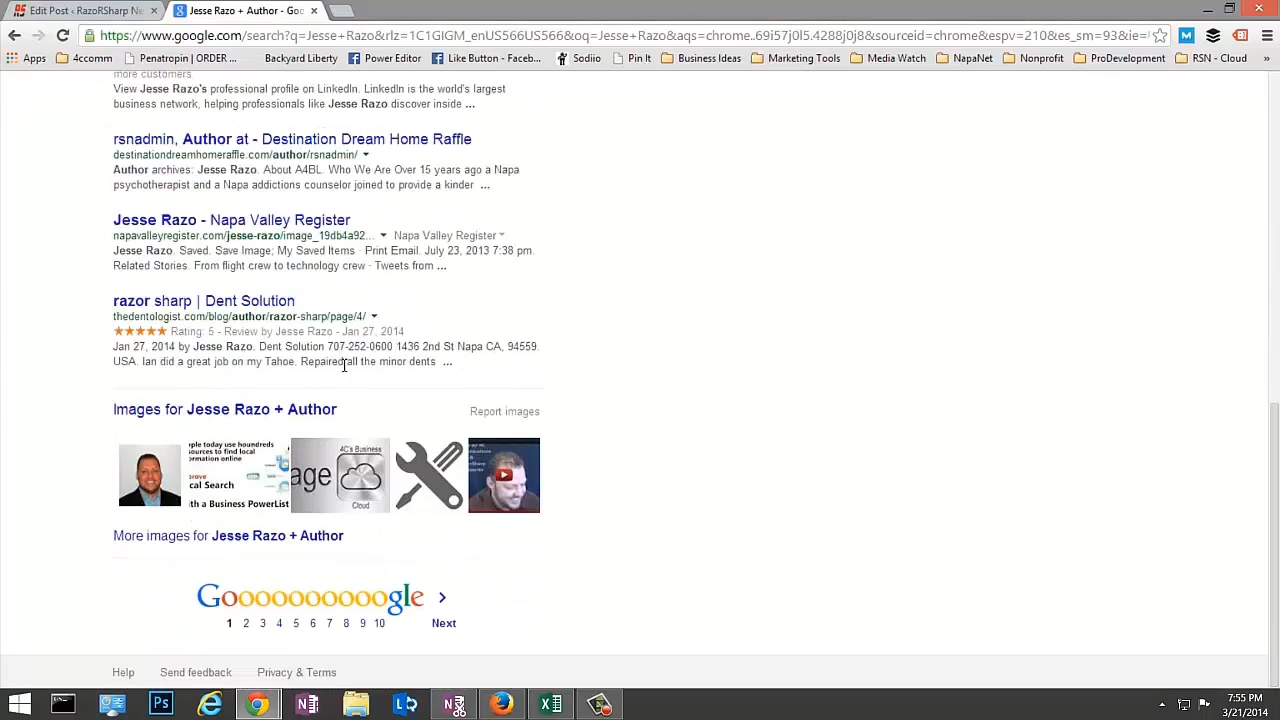 Edit Post ‹ RazoRSharp Ne
Jesse Razo + Author - Goo
https://www.google.com/search?q=Jesse+Razo&rlz=1C1GIGM_enUS566US566&oq=Jesse+Razo&aqs=chrome..69i57j0l5.4288j0j8&sourceid=chrome&espv=210&es_sm=93&ie=
Apps 4ccomm Penatropin | ORDER ... Backyard Liberty Power Editor Like Button - Faceb... Sodiio Pin It Business Ideas Marketing Tools Media Watch NapaNet Nonprofit ProDevelopment RSN - Cloud »
more customers
View Jesse Razo's professional profile on LinkedIn. LinkedIn is the world's largest
business network, helping professionals like Jesse Razo discover inside ...
rsnadmin, Author at - Destination Dream Home Raffle
destinationdreamhomeraffle.com/author/rsnadmin/
Author archives: Jesse Razo. About A4BL. Who We Are Over 15 years ago a Napa
psychotherapist and a Napa addictions counselor joined to provide a kinder ...
Jesse Razo - Napa Valley Register
napavalleyregister.com/jesse-razo/image_19db4a92... Napa Valley Register
Jesse Razo. Saved. Save Image; My Saved Items · Print Email. July 23, 2013 7:38 pm.
Related Stories. From flight crew to technology crew · Tweets from ...
razor sharp | Dent Solution
thedentologist.com/blog/author/razor-sharp/page/4/
Rating: 5 - Review by Jesse Razo - Jan 27, 2014
Jan 27, 2014 by Jesse Razo. Dent Solution 707-252-0600 1436 2nd St Napa CA, 94559.
USA. Ian did a great job on my Tahoe. Repaired all the minor dents ...
Images for Jesse Razo + Author
Report images
ople today use houndreds
sources to find local
ormation online
prove
cal Search
ith a Business PowerList
age
4C's Business
Cloud
More images for Jesse Razo + Author
Goooooooooogle
1 2 3 4 5 6 7 8 9 10 Next
Help Send feedback Privacy & Terms
Ps
7:55 PM
3/21/2014